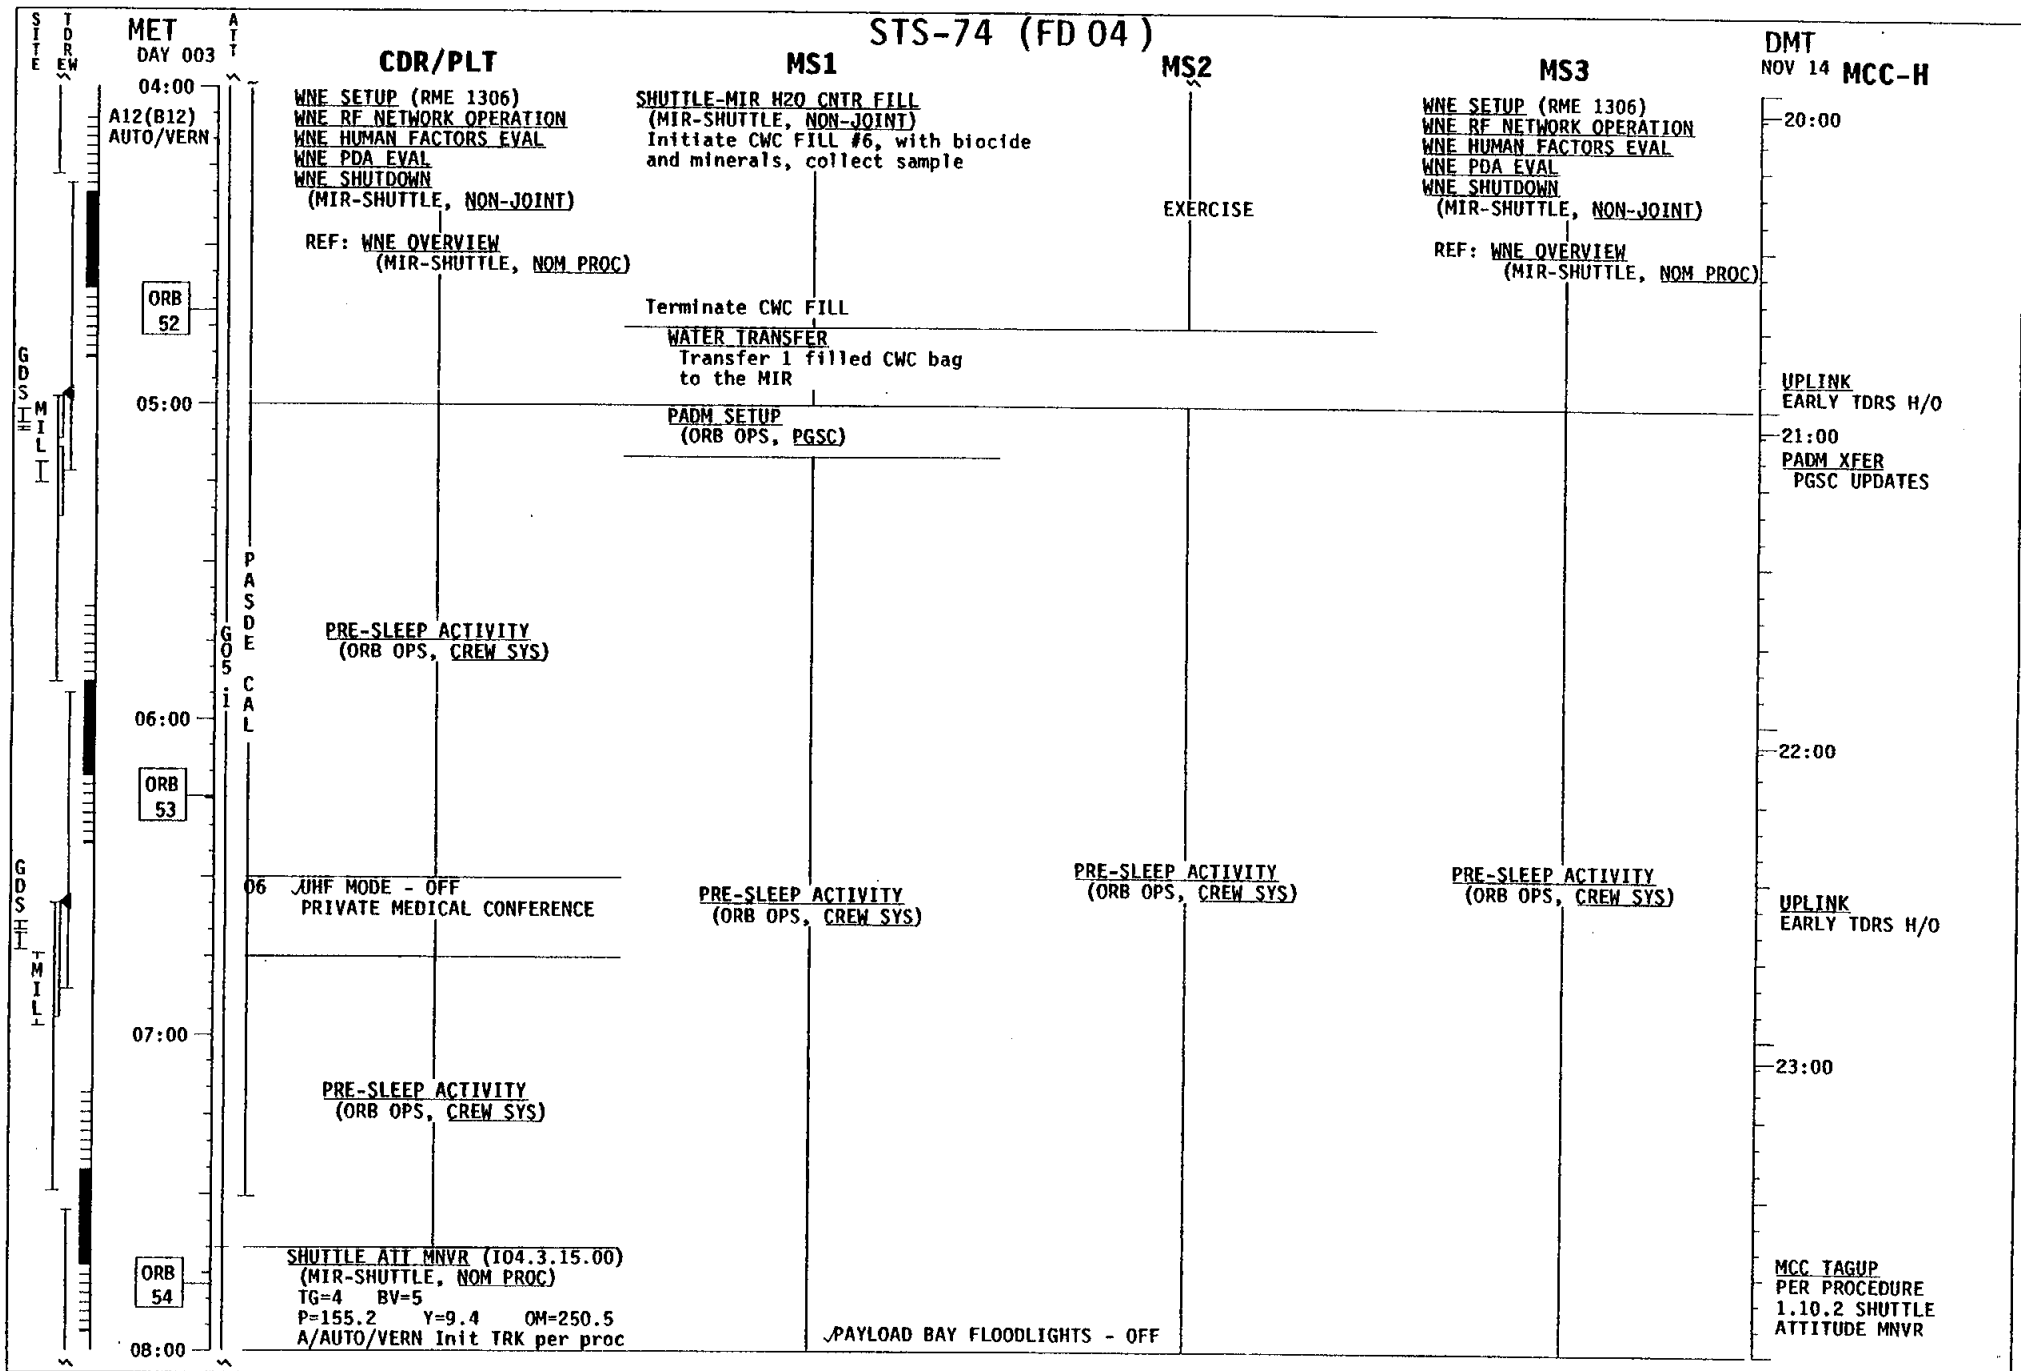 STS-74 (FD 04)
SITE
TDRE W
MET
DAY 003
ATT
CDR/PLT
MS1
MS2
MS3
DMT
NOV 14 MCC-H
04:00
A12(B12)
AUTO/VERN
ORB
52
GDS
MIL
05:00
06:00
ORB
53
GDS
MIL
07:00
ORB
54
08:00
G05 i
PASDE CAL
WNE SETUP (RME 1306)
WNE RF NETWORK OPERATION
WNE HUMAN FACTORS EVAL
WNE PDA EVAL
WNE SHUTDOWN
(MIR-SHUTTLE, NON-JOINT)
REF: WNE OVERVIEW
(MIR-SHUTTLE, NOM PROC)
PRE-SLEEP ACTIVITY
(ORB OPS, CREW SYS)
06 √UHF MODE - OFF
PRIVATE MEDICAL CONFERENCE
PRE-SLEEP ACTIVITY
(ORB OPS, CREW SYS)
SHUTTLE ATT MNVR (I04.3.15.00)
(MIR-SHUTTLE, NOM PROC)
TG=4 BV=5
P=155.2 Y=9.4 OM=250.5
A/AUTO/VERN Init TRK per proc
SHUTTLE-MIR H2O CNTR FILL
(MIR-SHUTTLE, NON-JOINT)
Initiate CWC FILL #6, with biocide
and minerals, collect sample
Terminate CWC FILL
WATER TRANSFER
Transfer 1 filled CWC bag
to the MIR
PADM SETUP
(ORB OPS, PGSC)
PRE-SLEEP ACTIVITY
(ORB OPS, CREW SYS)
√PAYLOAD BAY FLOODLIGHTS - OFF
EXERCISE
PRE-SLEEP ACTIVITY
(ORB OPS, CREW SYS)
WNE SETUP (RME 1306)
WNE RF NETWORK OPERATION
WNE HUMAN FACTORS EVAL
WNE PDA EVAL
WNE SHUTDOWN
(MIR-SHUTTLE, NON-JOINT)
REF: WNE OVERVIEW
(MIR-SHUTTLE, NOM PROC)
PRE-SLEEP ACTIVITY
(ORB OPS, CREW SYS)
20:00
UPLINK
EARLY TDRS H/O
21:00
PADM XFER
PGSC UPDATES
22:00
UPLINK
EARLY TDRS H/O
23:00
MCC TAGUP
PER PROCEDURE
1.10.2 SHUTTLE
ATTITUDE MNVR